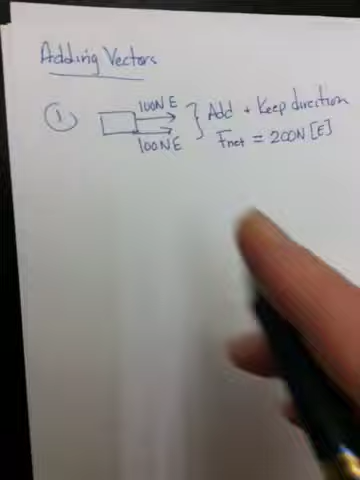 Adding Vectors
① 100N E
100N E
Add + Keep direction
Fnet = 200N [E]